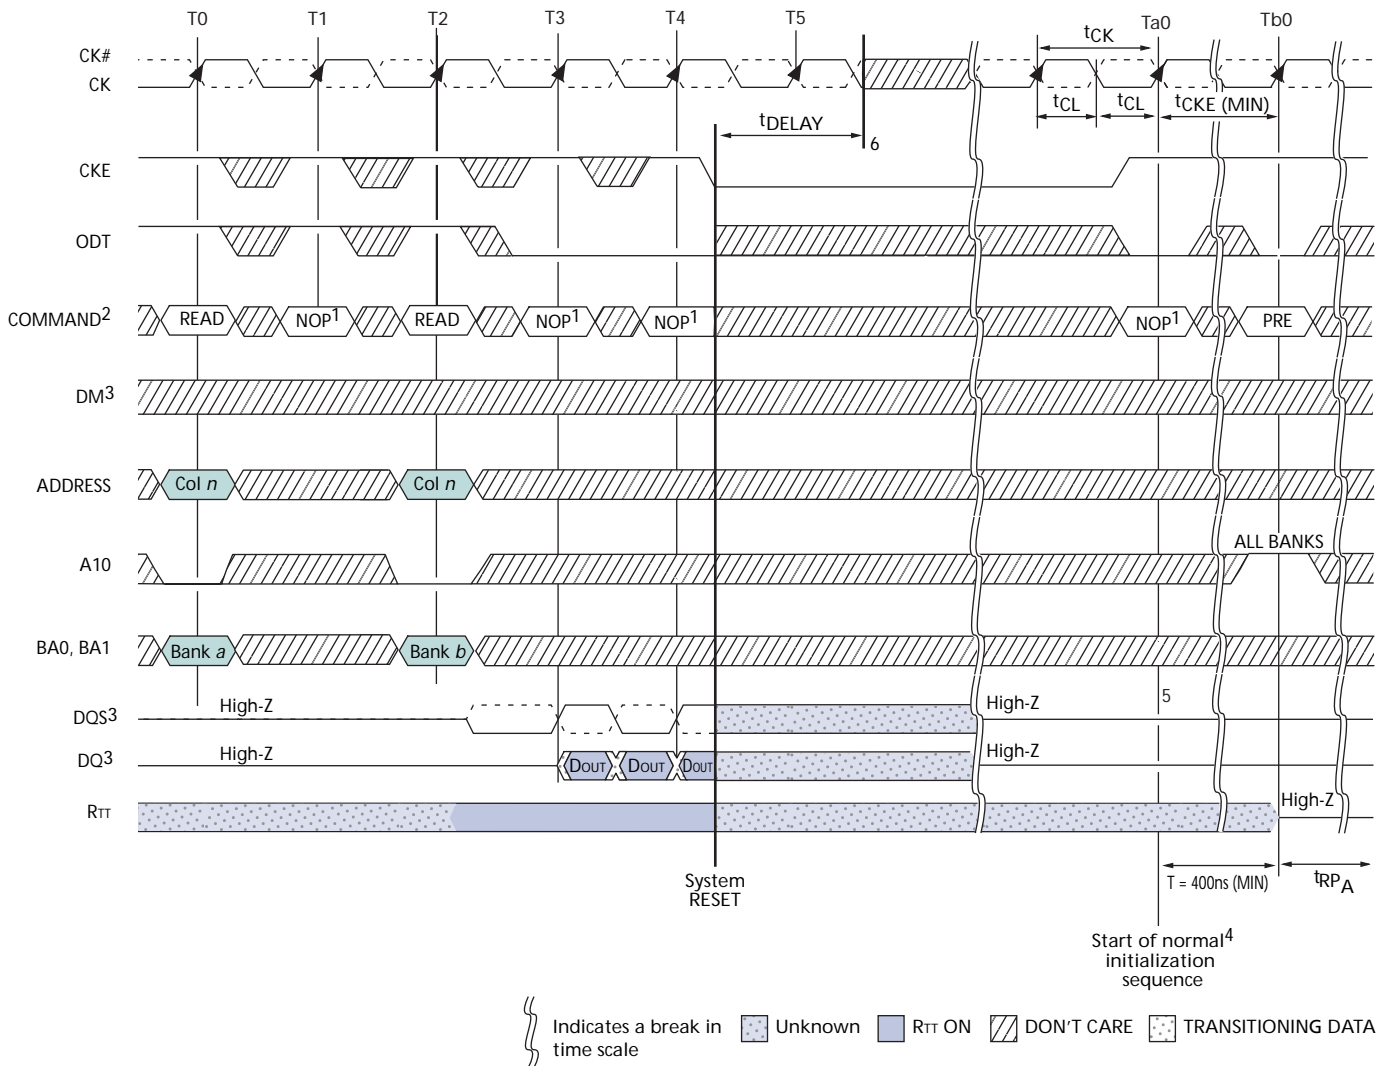 T0 T1 T2 T3 T4 T5 Ta0 Tb0
CK#
CK
tCK
tCL tCL tCKE (MIN)
tDELAY
6
CKE
ODT
COMMAND2 READ NOP1 READ NOP1 NOP1 NOP1 PRE
DM3
ADDRESS Col n Col n
A10 ALL BANKS
BA0, BA1 Bank a Bank b
DQS3 High-Z High-Z 5
DQ3 High-Z DOUT DOUT DOUT High-Z
RTT High-Z
System
RESET
T = 400ns (MIN) tRPA
Start of normal4
initialization
sequence
Indicates a break in
time scale
Unknown RTT ON DON'T CARE TRANSITIONING DATA